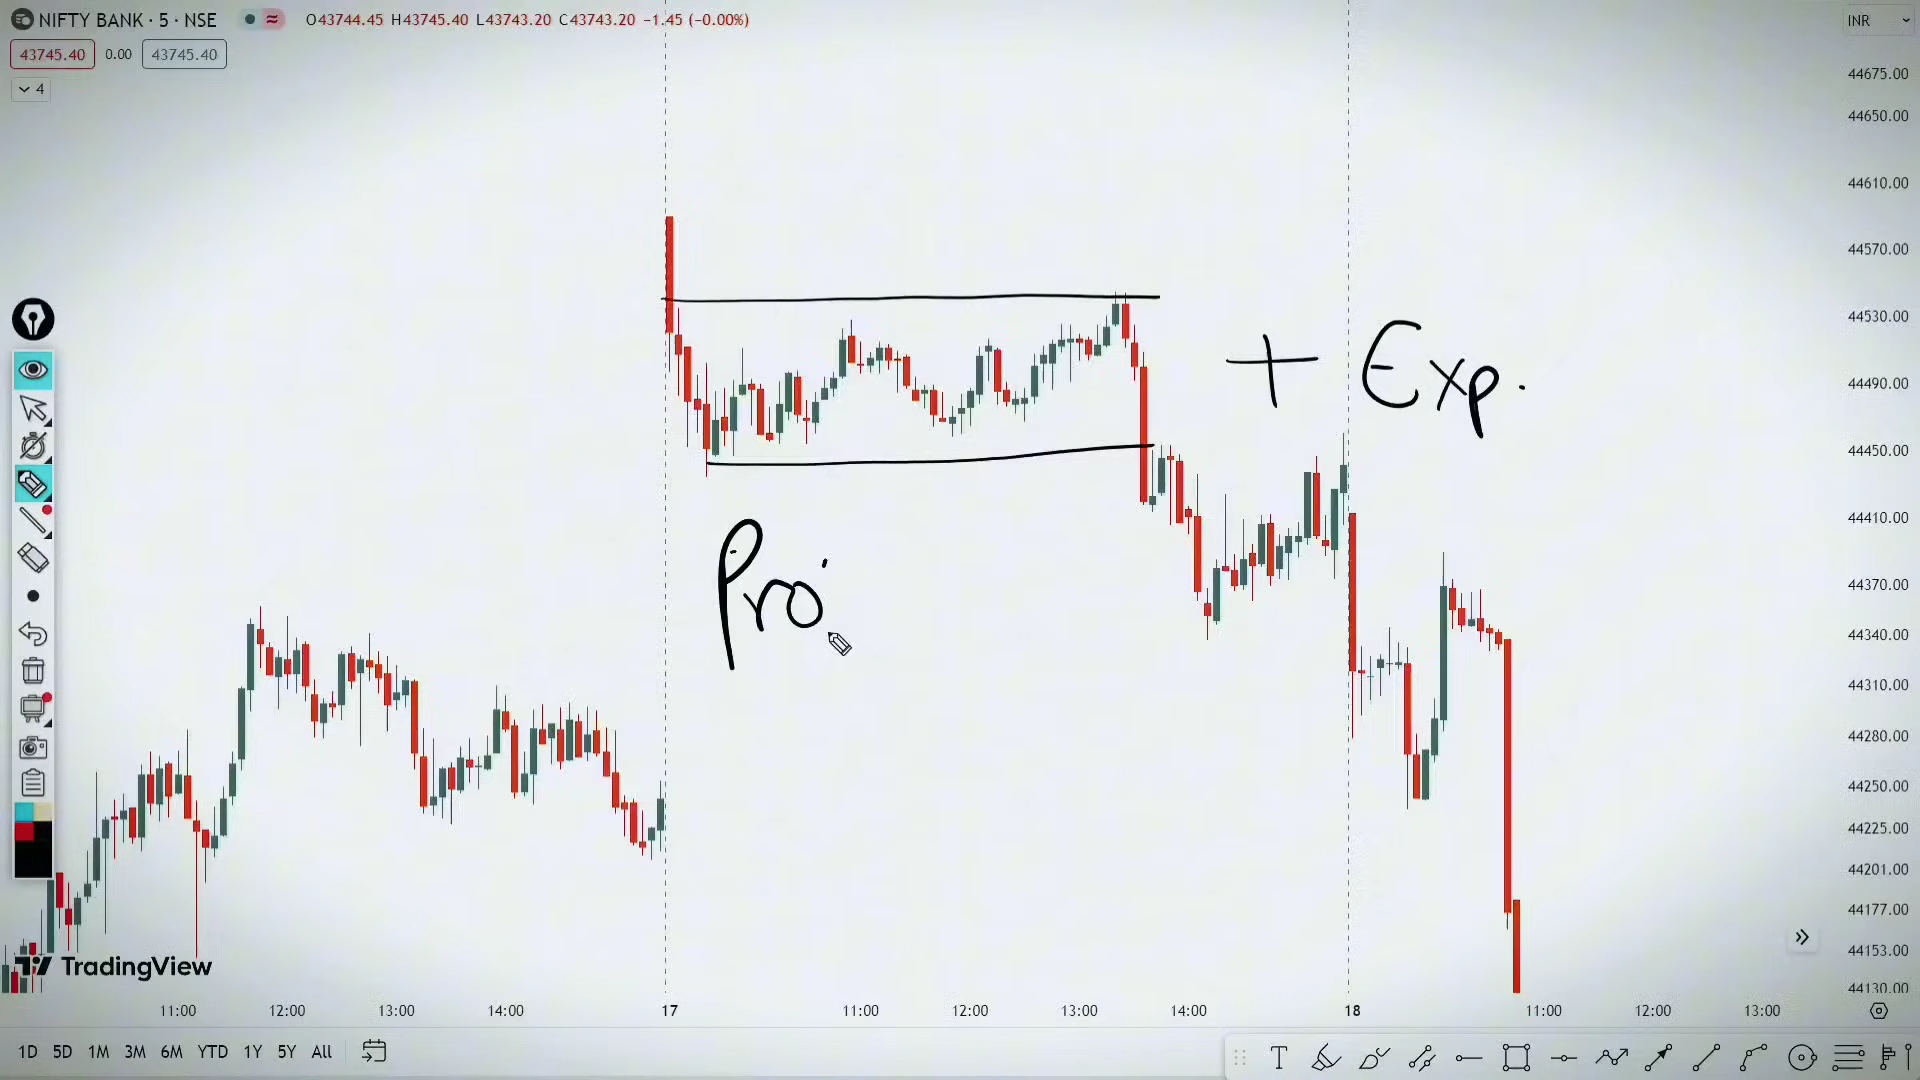 NIFTY BANK · 5 · NSE O43744.45 H43745.40 L43743.20 C43743.20 −1.45 (−0.00%) INR
43745.40 0.00 43745.40
4
44675.00
44650.00
44610.00
44570.00
44530.00
44490.00
44450.00
44410.00
44370.00
44340.00
44310.00
44280.00
44250.00
44225.00
44201.00
44177.00
44153.00
44130.00
+ Exp.
Pro
TradingView
11:00 12:00 13:00 14:00 17 11:00 12:00 13:00 14:00 18 11:00 12:00 13:00
1D 5D 1M 3M 6M YTD 1Y 5Y All